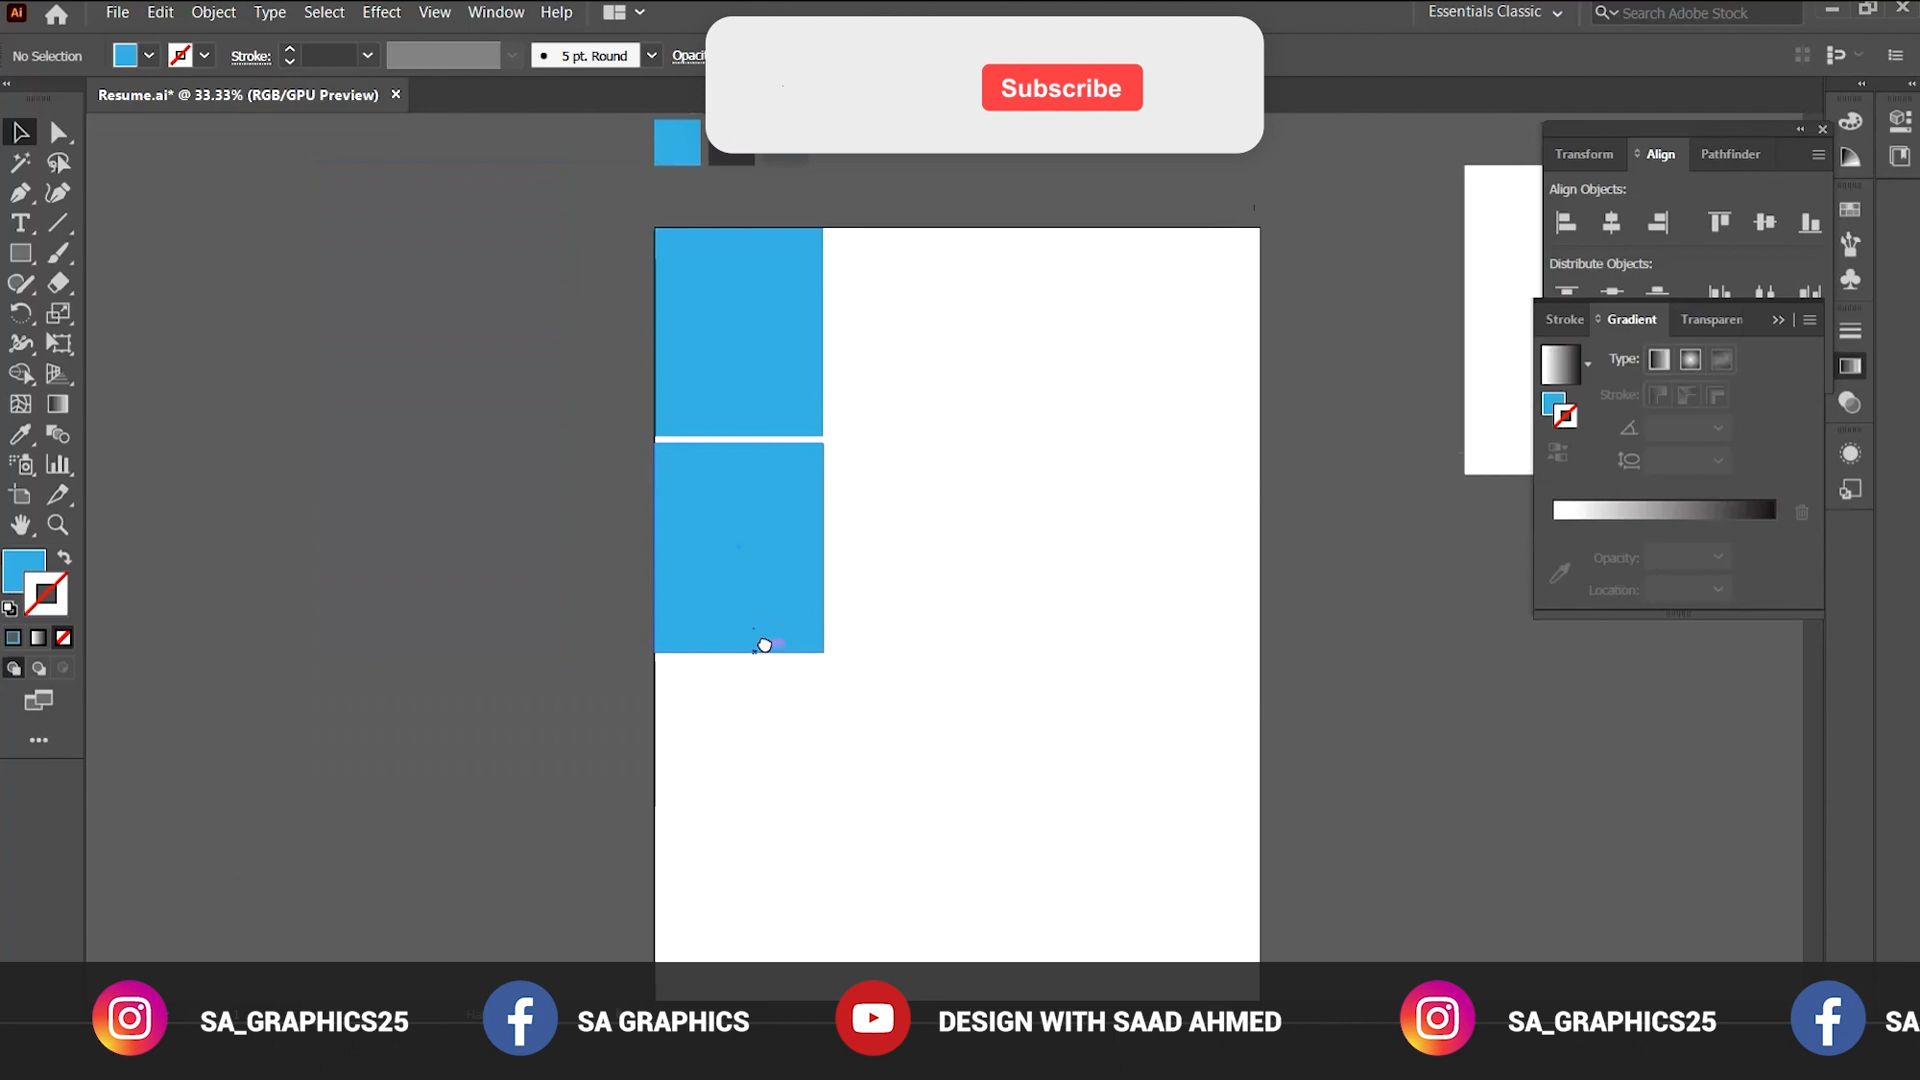 Ai File Edit Object Type Select Effect View Window Help Essentials Classic Search Adobe Stock
No Selection Stroke: 5 pt. Round
Subscribe
Resume.ai* @ 33.33% (RGB/GPU Preview) ×
Transform Align Pathfinder
Align Objects:
Distribute Objects:
Stroke Gradient Transparen
Type:
Stroke:
Opacity:
Location:
SA_GRAPHICS25 SA GRAPHICS DESIGN WITH SAAD AHMED SA_GRAPHICS25 SA